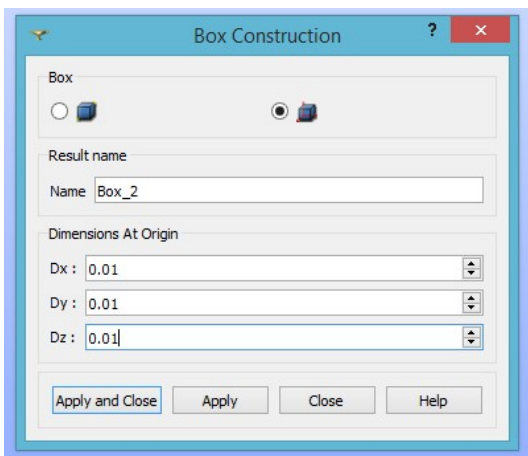 Box Construction
?
×
Box
Result name
Name Box_2
Dimensions At Origin
Dx : 0.01
Dy : 0.01
Dz : 0.01
Apply and Close Apply Close Help